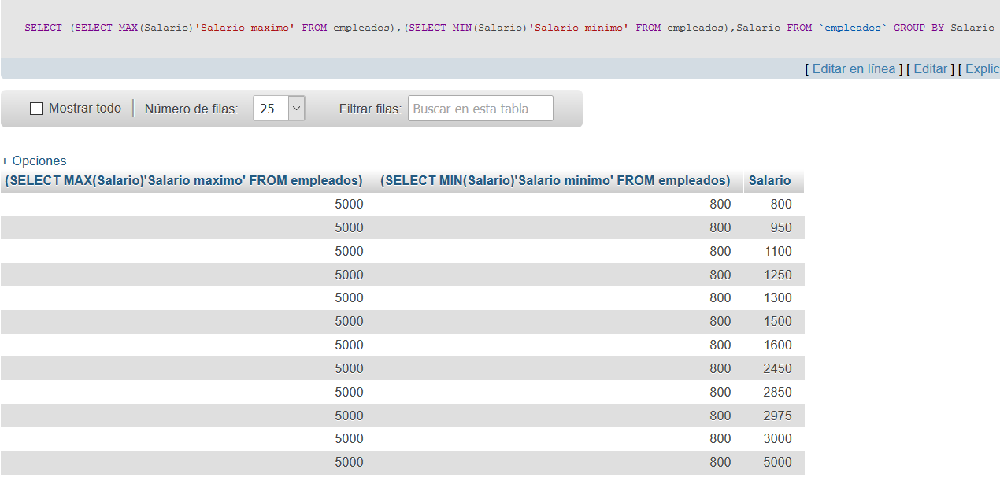 SELECT (SELECT MAX(Salario)'Salario maximo' FROM empleados),(SELECT MIN(Salario)'Salario minimo' FROM empleados),Salario FROM `empleados` GROUP BY Salario
[ Editar en línea ] [ Editar ] [ Explic
Mostrar todo Número de filas: 25 Filtrar filas: Buscar en esta tabla
+ Opciones
(SELECT MAX(Salario)'Salario maximo' FROM empleados) (SELECT MIN(Salario)'Salario minimo' FROM empleados) Salario
5000 800 800
5000 800 950
5000 800 1100
5000 800 1250
5000 800 1300
5000 800 1500
5000 800 1600
5000 800 2450
5000 800 2850
5000 800 2975
5000 800 3000
5000 800 5000